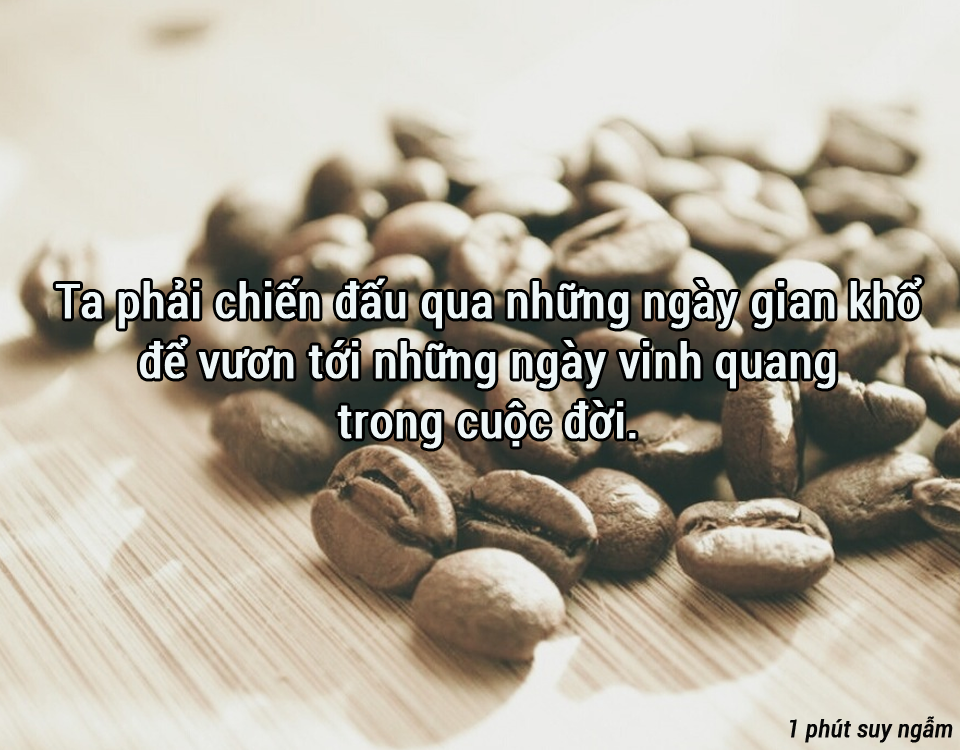 Ta phải chiến đấu qua những ngày gian khổ
để vươn tới những ngày vinh quang
trong cuộc đời.
1 phút suy ngẫm